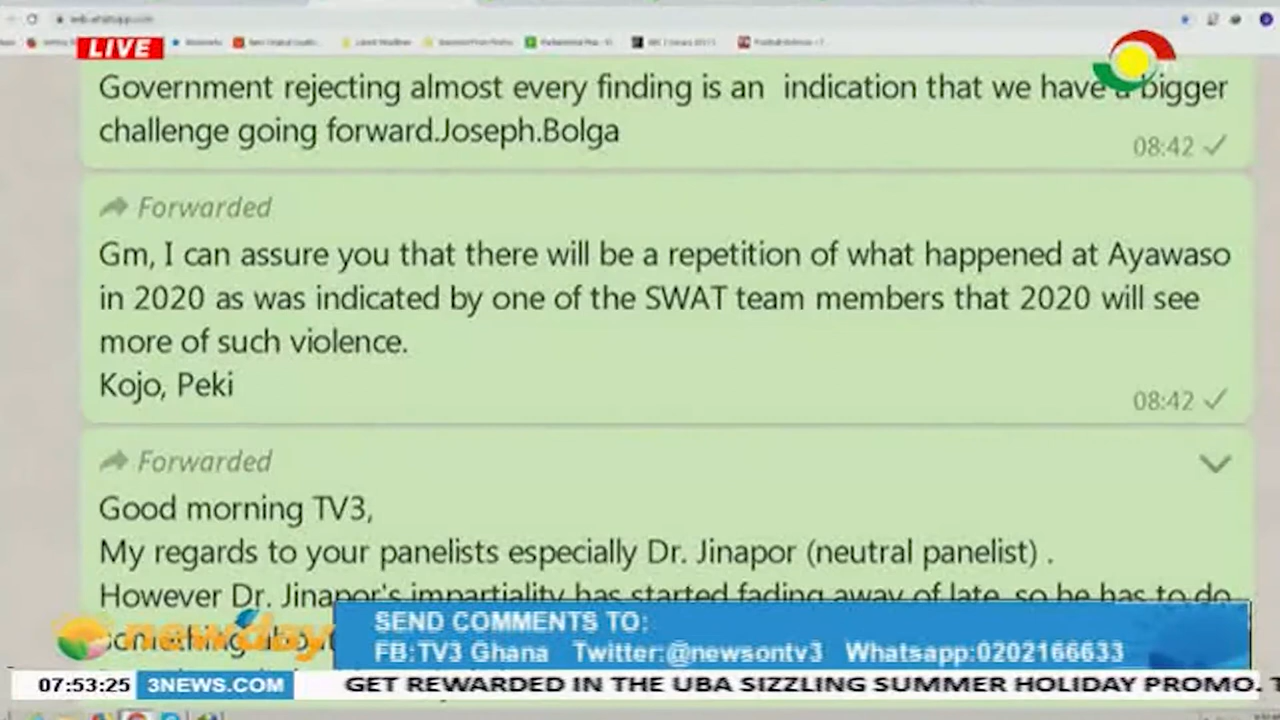 web.whatsapp.com
LIVE
Government rejecting almost every finding is an indication that we have a bigger
challenge going forward.Joseph.Bolga
08:42
Forwarded
Gm, I can assure you that there will be a repetition of what happened at Ayawaso
in 2020 as was indicated by one of the SWAT team members that 2020 will see
more of such violence.
Kojo, Peki
08:42
Forwarded
Good morning TV3,
My regards to your panelists especially Dr. Jinapor (neutral panelist) .
However Dr. Jinapor's impartiality has started fading away of late, so he has to do
something about
newday
SEND COMMENTS TO:
FB:TV3 Ghana Twitter:@newsontv3 Whatsapp:0202166633
07:53:25 3NEWS.COM GET REWARDED IN THE UBA SIZZLING SUMMER HOLIDAY PROMO. T